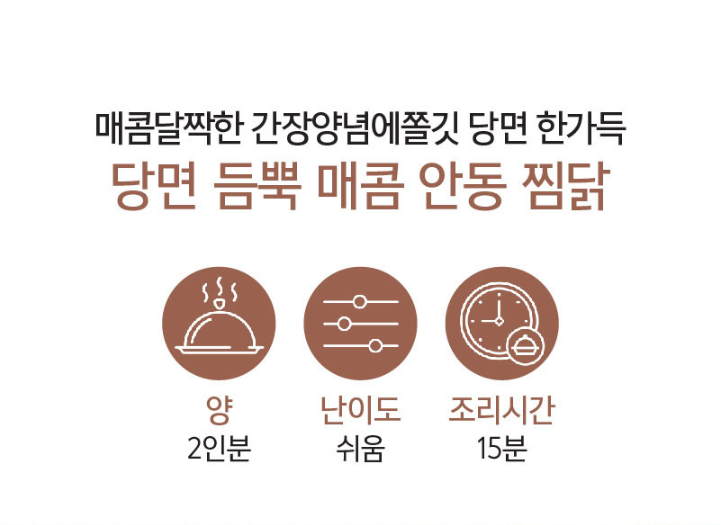 매콤달짝한 간장양념에쫄깃 당면 한가득
당면 듬뿍 매콤 안동 찜닭
양
2인분
난이도
쉬움
조리시간
15분